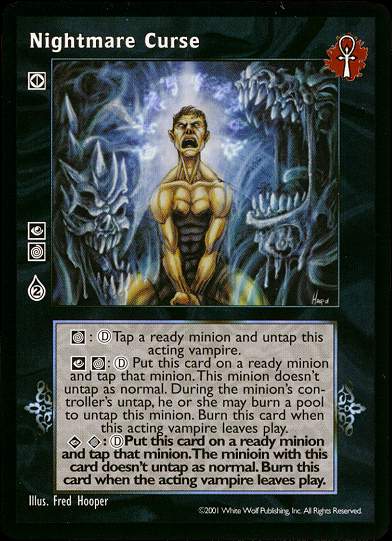 Nightmare Curse
Hooper
2
D Tap a ready minion and untap this
acting vampire.
D Put this card on a ready minion
and tap that minion. This minion doesn't
untap as normal. During the minion's con-
troller's untap, he or she may burn a pool
to untap this minion. Burn this card when
this acting vampire leaves play.
D Put this card on a ready minion
and tap that minion. The minioin with this
card doesn't untap as normal. Burn this
card when the acting vampire leaves play.
Illus. Fred Hooper
©2001 White Wolf Publishing, Inc. All Rights Reserved.